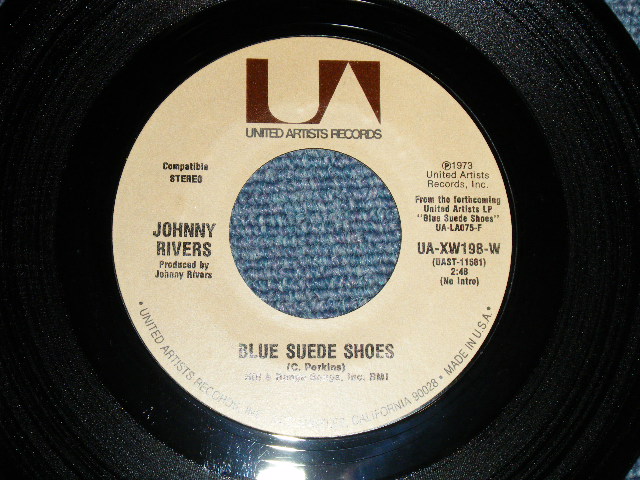 UA
UNITED ARTISTS RECORDS
Compatible
STEREO
℗1973
United Artists
Records, Inc.
From the forthcoming
United Artists LP
"Blue Suede Shoes"
UA-LA075-F
JOHNNY
RIVERS
Produced by
Johnny Rivers
UA-XW198-W
(UAST-11581)
2:48
(No Intro)
BLUE SUEDE SHOES
(C. Perkins)
Songs, Inc. BMI
• UNITED ARTISTS RECORDS, INC. CALIFORNIA 90028 • MADE IN U.S.A. •